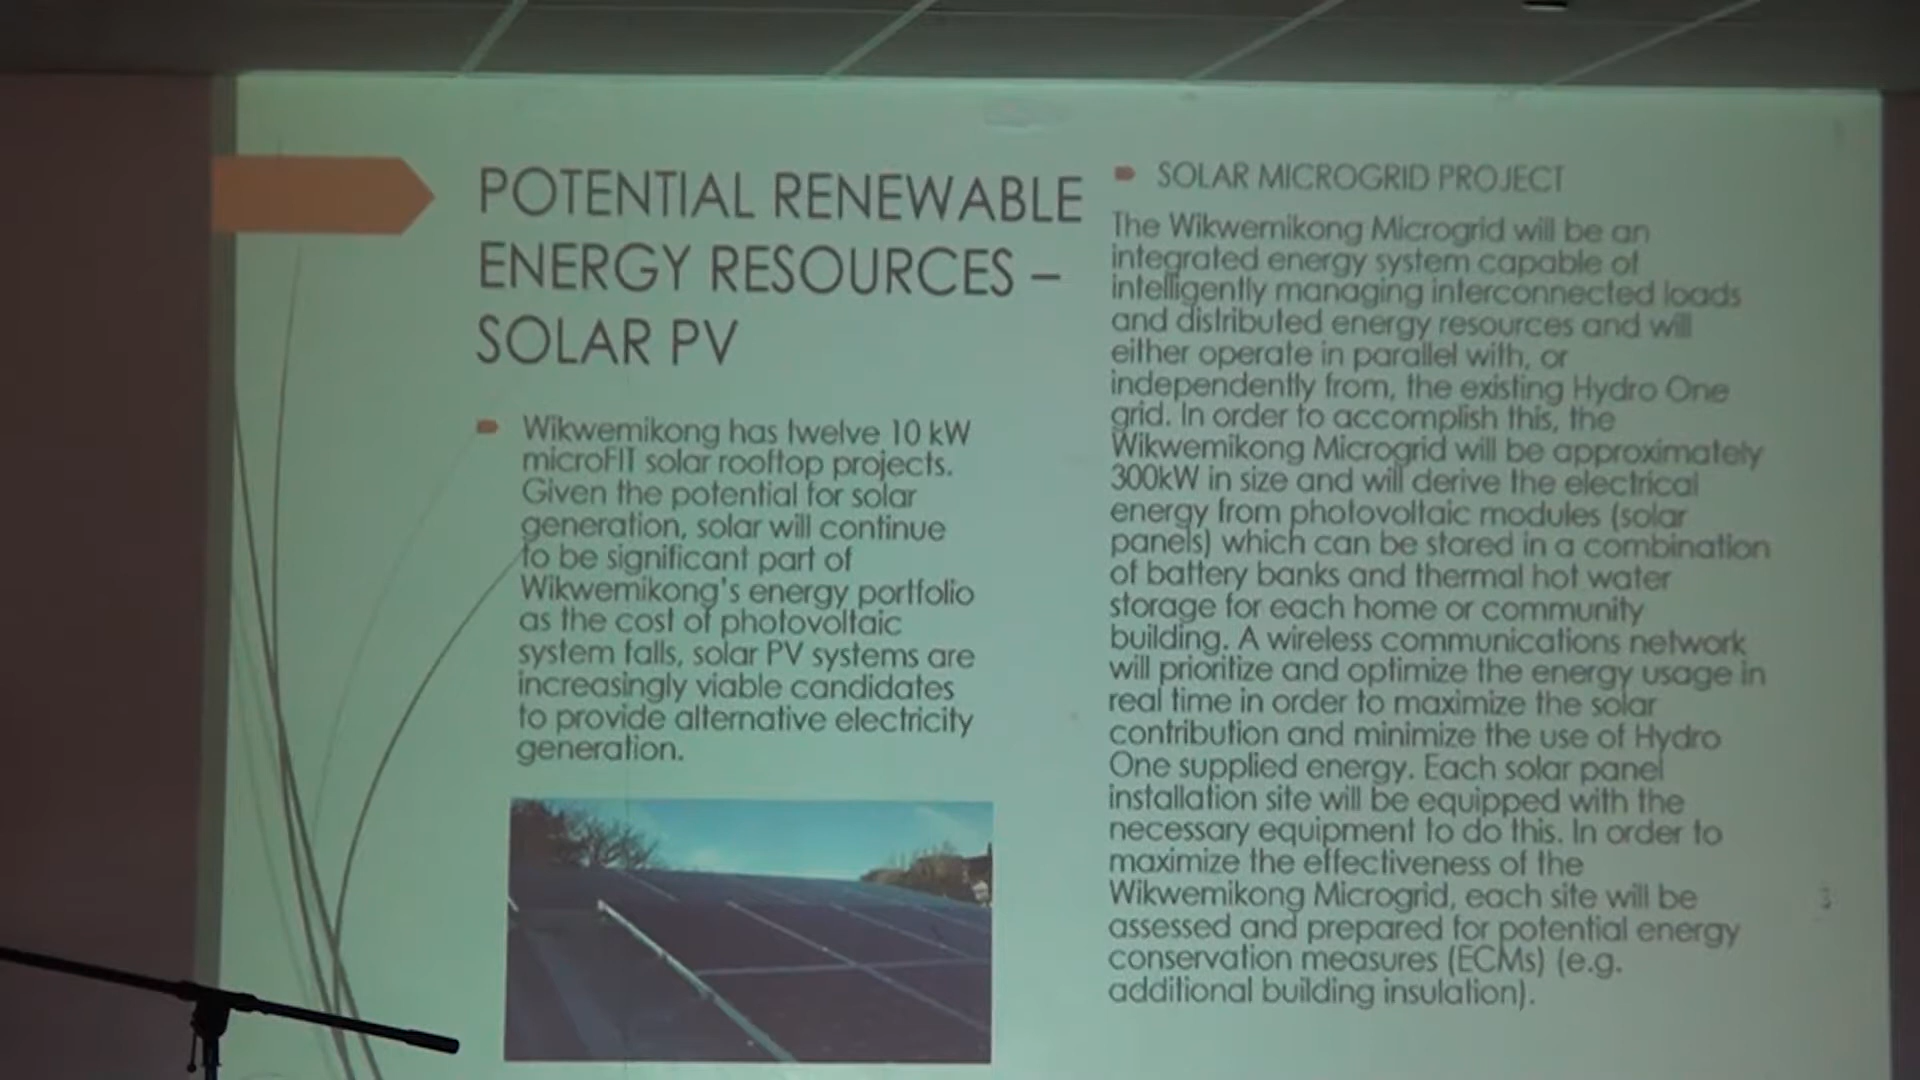 POTENTIAL RENEWABLE
ENERGY RESOURCES –
SOLAR PV
Wikwemikong has twelve 10 kW
microFIT solar rooftop projects.
Given the potential for solar
generation, solar will continue
to be significant part of
Wikwemikong's energy portfolio
as the cost of photovoltaic
system falls, solar PV systems are
increasingly viable candidates
to provide alternative electricity
generation.
SOLAR MICROGRID PROJECT
The Wikwemikong Microgrid will be an
integrated energy system capable of
intelligently managing interconnected loads
and distributed energy resources and will
either operate in parallel with, or
independently from, the existing Hydro One
grid. In order to accomplish this, the
Wikwemikong Microgrid will be approximately
300kW in size and will derive the electrical
energy from photovoltaic modules (solar
panels) which can be stored in a combination
of battery banks and thermal hot water
storage for each home or community
building. A wireless communications network
will prioritize and optimize the energy usage in
real time in order to maximize the solar
contribution and minimize the use of Hydro
One supplied energy. Each solar panel
installation site will be equipped with the
necessary equipment to do this. In order to
maximize the effectiveness of the
Wikwemikong Microgrid, each site will be
assessed and prepared for potential energy
conservation measures (ECMs) (e.g.
additional building insulation).